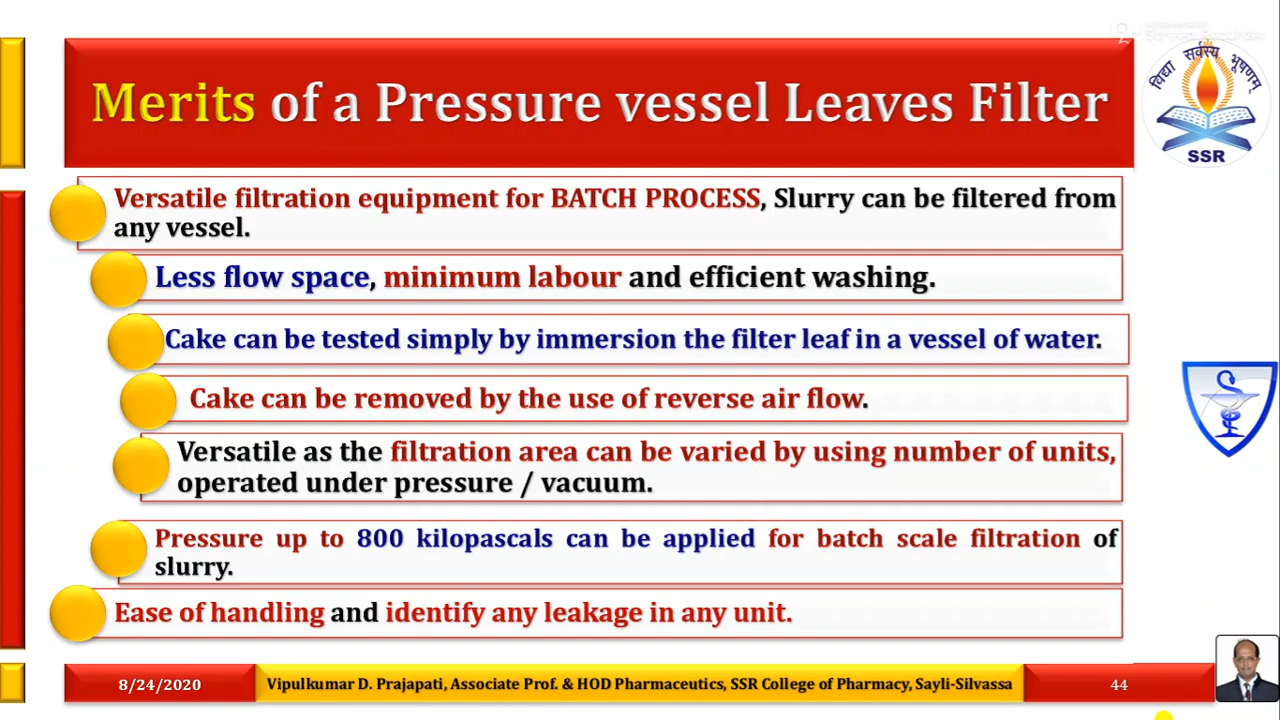 Merits of a Pressure vessel Leaves Filter
विद्या सर्वस्य भूषणम्
SSR
Versatile filtration equipment for BATCH PROCESS, Slurry can be filtered from
any vessel.
Less flow space, minimum labour and efficient washing.
Cake can be tested simply by immersion the filter leaf in a vessel of water.
Cake can be removed by the use of reverse air flow.
Versatile as the filtration area can be varied by using number of units,
operated under pressure / vacuum.
Pressure up to 800 kilopascals can be applied for batch scale filtration of
slurry.
Ease of handling and identify any leakage in any unit.
8/24/2020
Vipulkumar D. Prajapati, Associate Prof. & HOD Pharmaceutics, SSR College of Pharmacy, Sayli-Silvassa
44